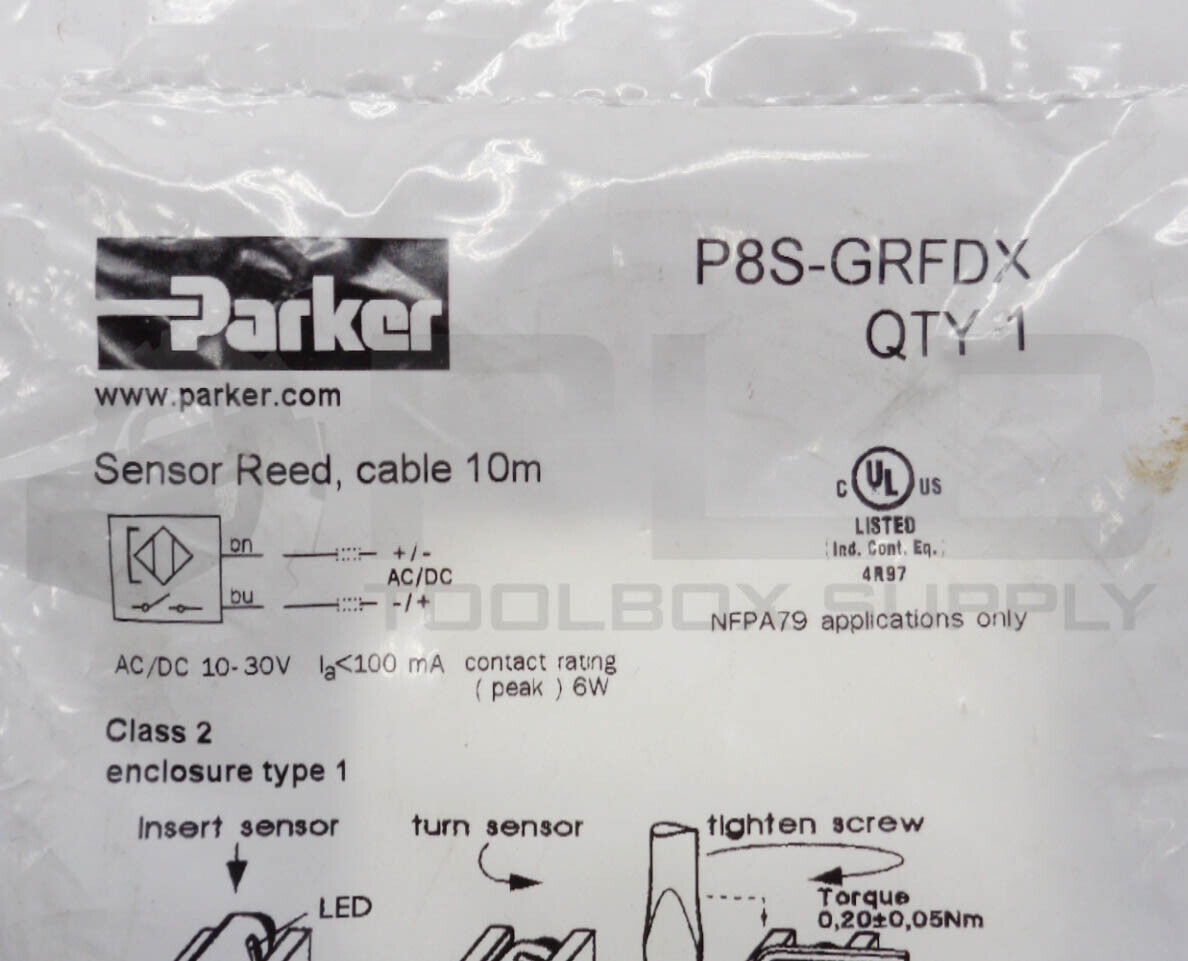 Parker
P8S-GRFDX
QTY 1
www.parker.com
Sensor Reed, cable 10m
C UL US
LISTED
Ind. Cont. Eq.
4R97
bn
+/-
AC/DC
bu
-/+
TOOLBOX SUPPLY
PLC
NFPA79 applications only
AC/DC 10-30V Ia<100 mA contact rating
( peak ) 6W
Class 2
enclosure type 1
Insert sensor
turn sensor
tighten screw
LED
Torque
0,20±0,05Nm